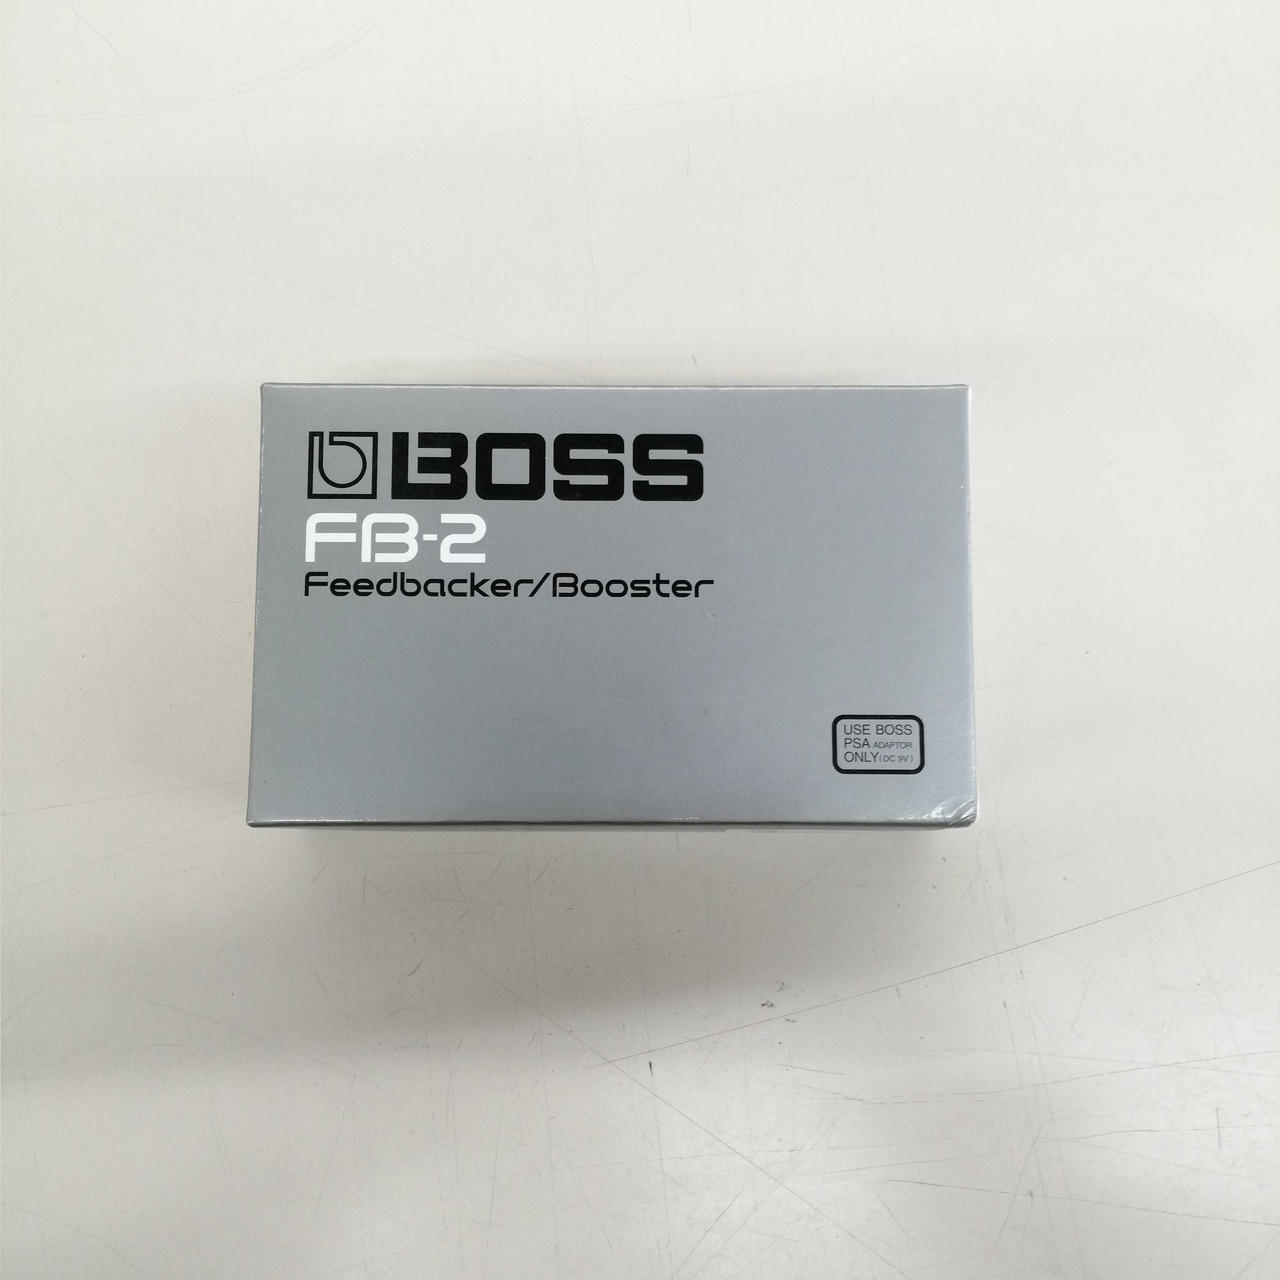 BOSS
FB-2
Feedbacker/Booster
USE BOSS
PSA ADAPTOR
ONLY(DC 9V)